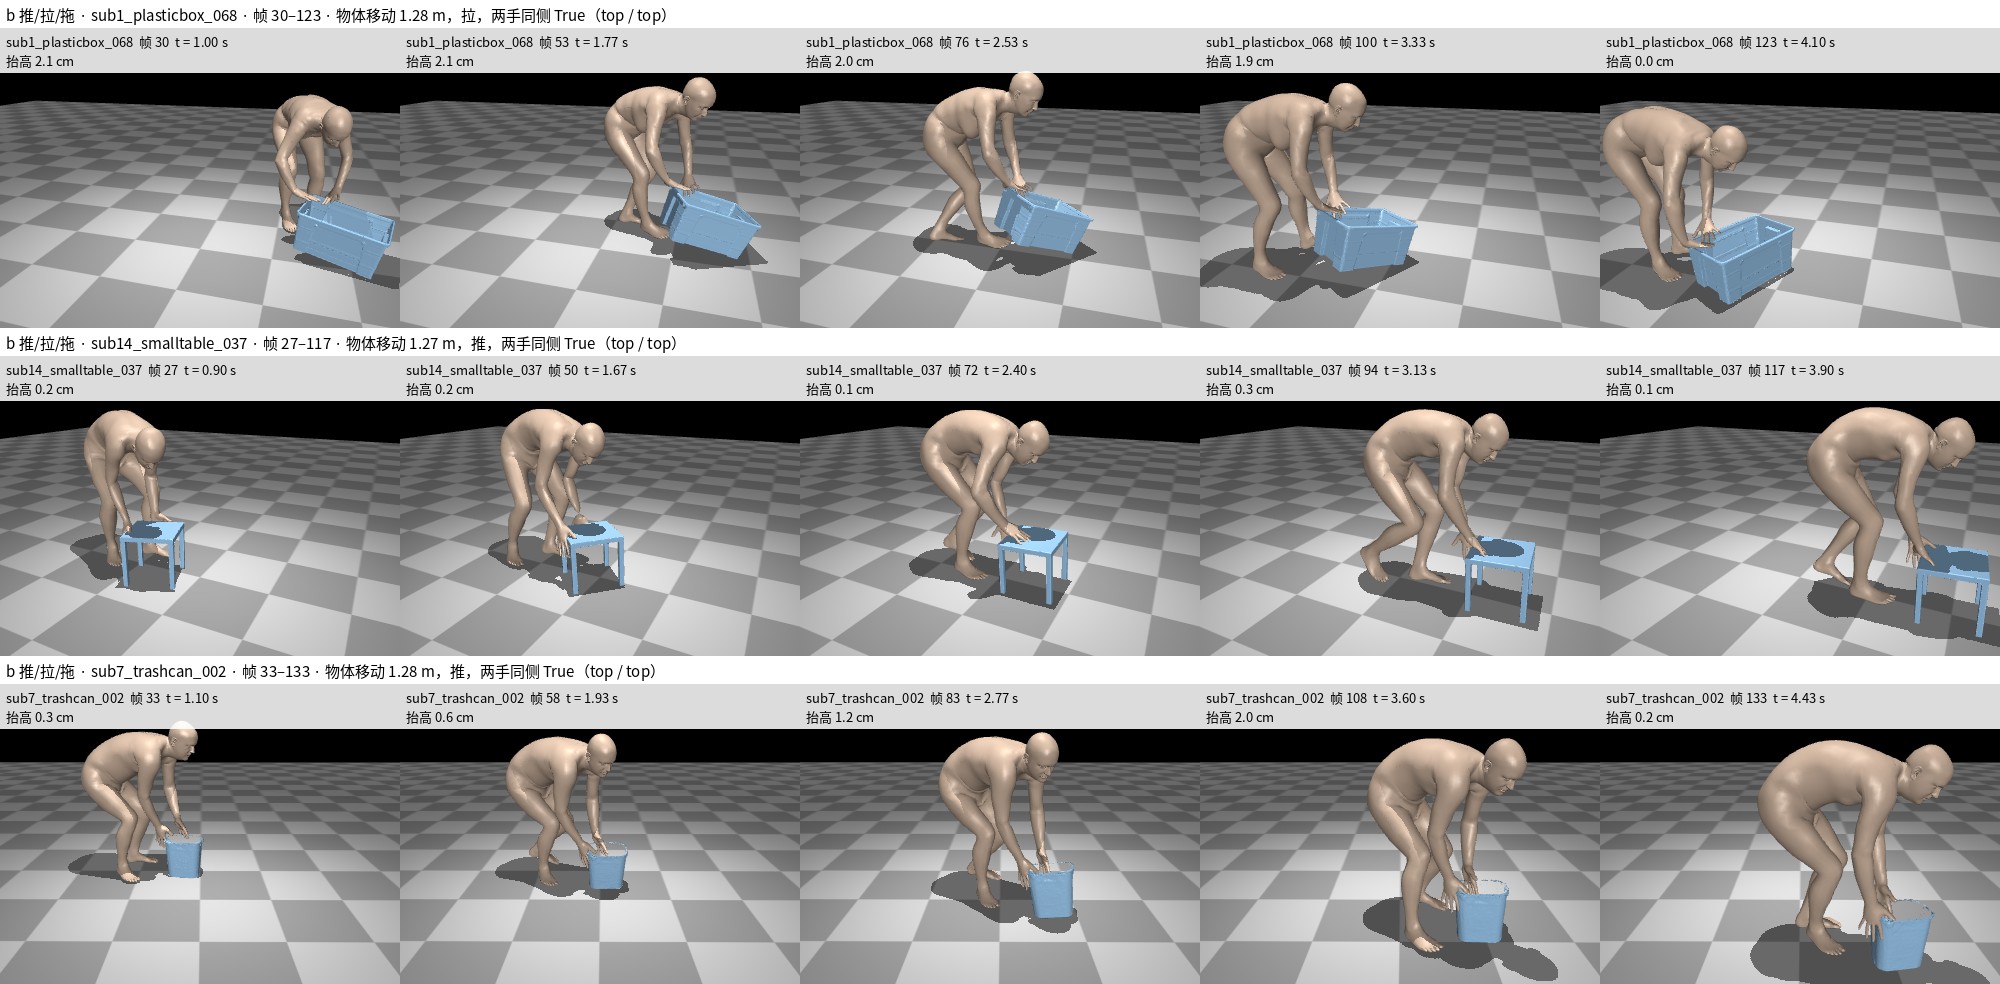 b 推/拉/拖 · sub1_plasticbox_068 · 帧 30–123 · 物体移动 1.28 m，拉，两手同侧 True（top / top）
sub1_plasticbox_068 帧 30 t = 1.00 s
抬高 2.1 cm
sub1_plasticbox_068 帧 53 t = 1.77 s
抬高 2.1 cm
sub1_plasticbox_068 帧 76 t = 2.53 s
抬高 2.0 cm
sub1_plasticbox_068 帧 100 t = 3.33 s
抬高 1.9 cm
sub1_plasticbox_068 帧 123 t = 4.10 s
抬高 0.0 cm
b 推/拉/拖 · sub14_smalltable_037 · 帧 27–117 · 物体移动 1.27 m，推，两手同侧 True（top / top）
sub14_smalltable_037 帧 27 t = 0.90 s
抬高 0.2 cm
sub14_smalltable_037 帧 50 t = 1.67 s
抬高 0.2 cm
sub14_smalltable_037 帧 72 t = 2.40 s
抬高 0.1 cm
sub14_smalltable_037 帧 94 t = 3.13 s
抬高 0.3 cm
sub14_smalltable_037 帧 117 t = 3.90 s
抬高 0.1 cm
b 推/拉/拖 · sub7_trashcan_002 · 帧 33–133 · 物体移动 1.28 m，推，两手同侧 True（top / top）
sub7_trashcan_002 帧 33 t = 1.10 s
抬高 0.3 cm
sub7_trashcan_002 帧 58 t = 1.93 s
抬高 0.6 cm
sub7_trashcan_002 帧 83 t = 2.77 s
抬高 1.2 cm
sub7_trashcan_002 帧 108 t = 3.60 s
抬高 2.0 cm
sub7_trashcan_002 帧 133 t = 4.43 s
抬高 0.2 cm